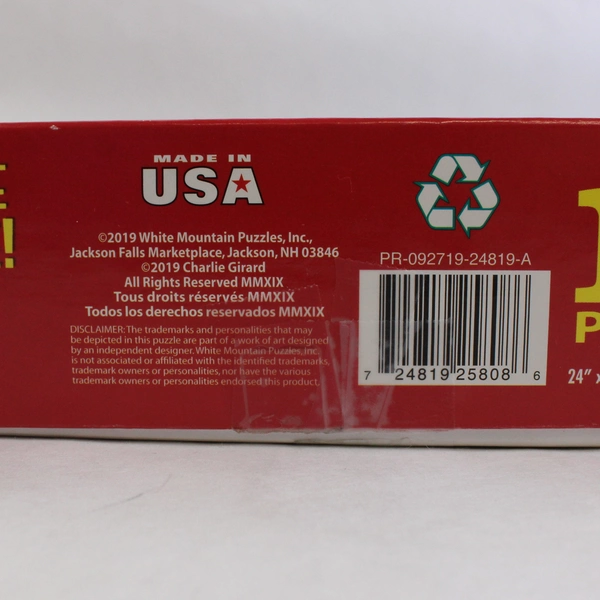 E
E
!
MADE IN
USA
©2019 White Mountain Puzzles, Inc.,
Jackson Falls Marketplace, Jackson, NH 03846
©2019 Charlie Girard
All Rights Reserved MMXIX
Tous droits réservés MMXIX
Todos los derechos reservados MMXIX
DISCLAIMER: The trademarks and personalities that may
be depicted in this puzzle are part of a work of art designed
by an independent designer. White Mountain Puzzles, Inc.
is not associated or affiliated with the identified trademarks,
trademark owners or personalities, nor have the various
trademark owners or personalities endorsed this product.
PR-092719-24819-A
7 24819 25808 6
1
P
24" x